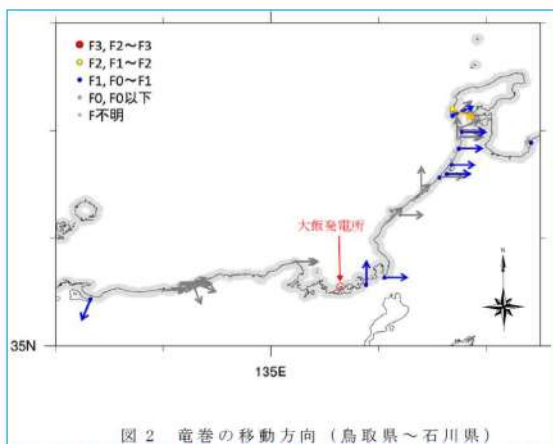 F3, F2～F3
F2, F1～F2
F1, F0～F1
F0, F0以下
F不明
大飯発電所
N
35N
135E
図2 竜巻の移動方向（鳥取県～石川県）